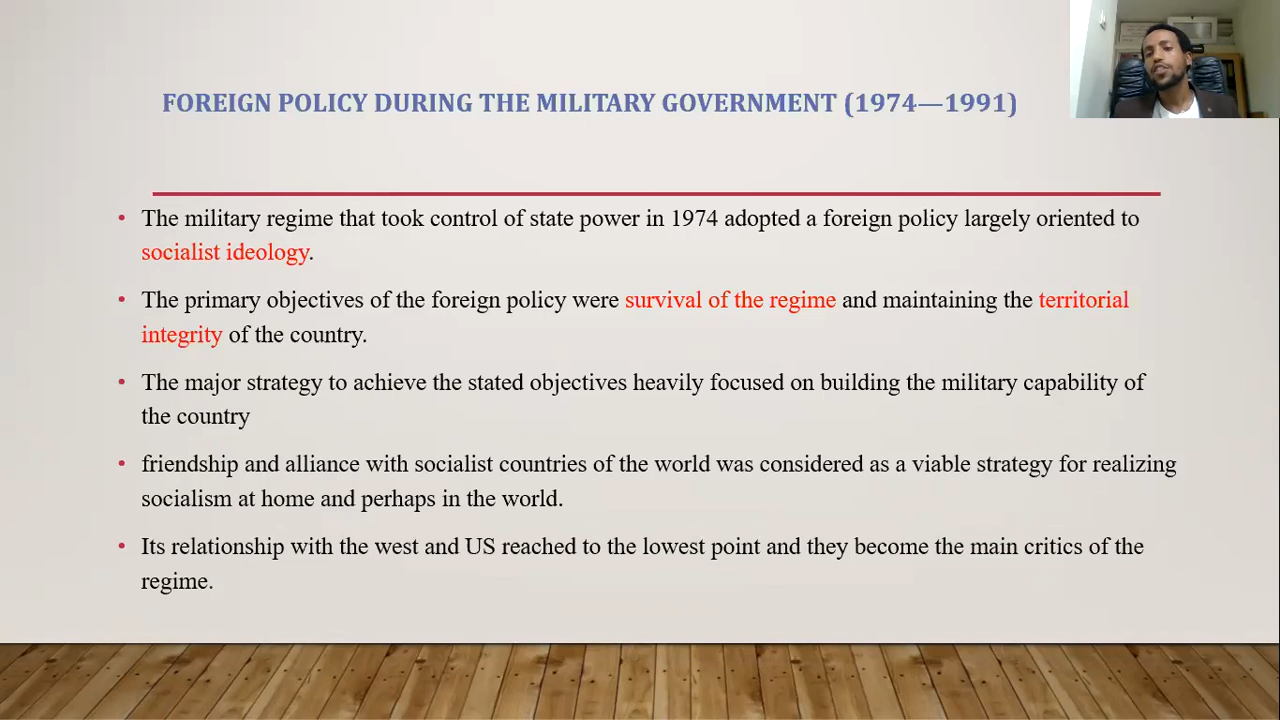 FOREIGN POLICY DURING THE MILITARY GOVERNMENT (1974—1991)
• The military regime that took control of state power in 1974 adopted a foreign policy largely oriented to
socialist ideology.
• The primary objectives of the foreign policy were survival of the regime and maintaining the territorial
integrity of the country.
• The major strategy to achieve the stated objectives heavily focused on building the military capability of
the country
• friendship and alliance with socialist countries of the world was considered as a viable strategy for realizing
socialism at home and perhaps in the world.
• Its relationship with the west and US reached to the lowest point and they become the main critics of the
regime.